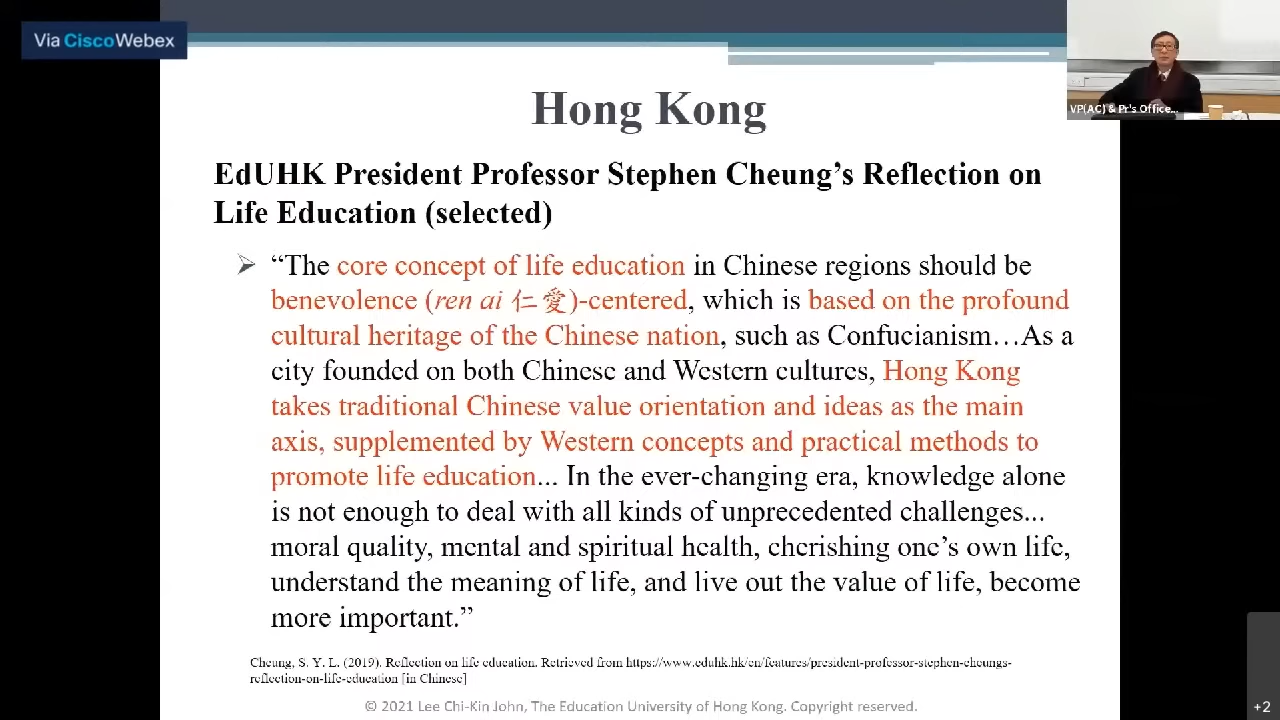 Via CiscoWebex
VP(AC) & Pr's Office...
Hong Kong
EdUHK President Professor Stephen Cheung’s Reflection on
Life Education (selected)
“The core concept of life education in Chinese regions should be
benevolence (ren ai 仁愛)-centered, which is based on the profound
cultural heritage of the Chinese nation, such as Confucianism…As a
city founded on both Chinese and Western cultures, Hong Kong
takes traditional Chinese value orientation and ideas as the main
axis, supplemented by Western concepts and practical methods to
promote life education... In the ever-changing era, knowledge alone
is not enough to deal with all kinds of unprecedented challenges...
moral quality, mental and spiritual health, cherishing one’s own life,
understand the meaning of life, and live out the value of life, become
more important.”
Cheung, S. Y. L. (2019). Reflection on life education. Retrieved from https://www.eduhk.hk/en/features/president-professor-stephen-cheungs-
reflection-on-life-education [in Chinese]
© 2021 Lee Chi-Kin John, The Education University of Hong Kong. Copyright reserved.
+2